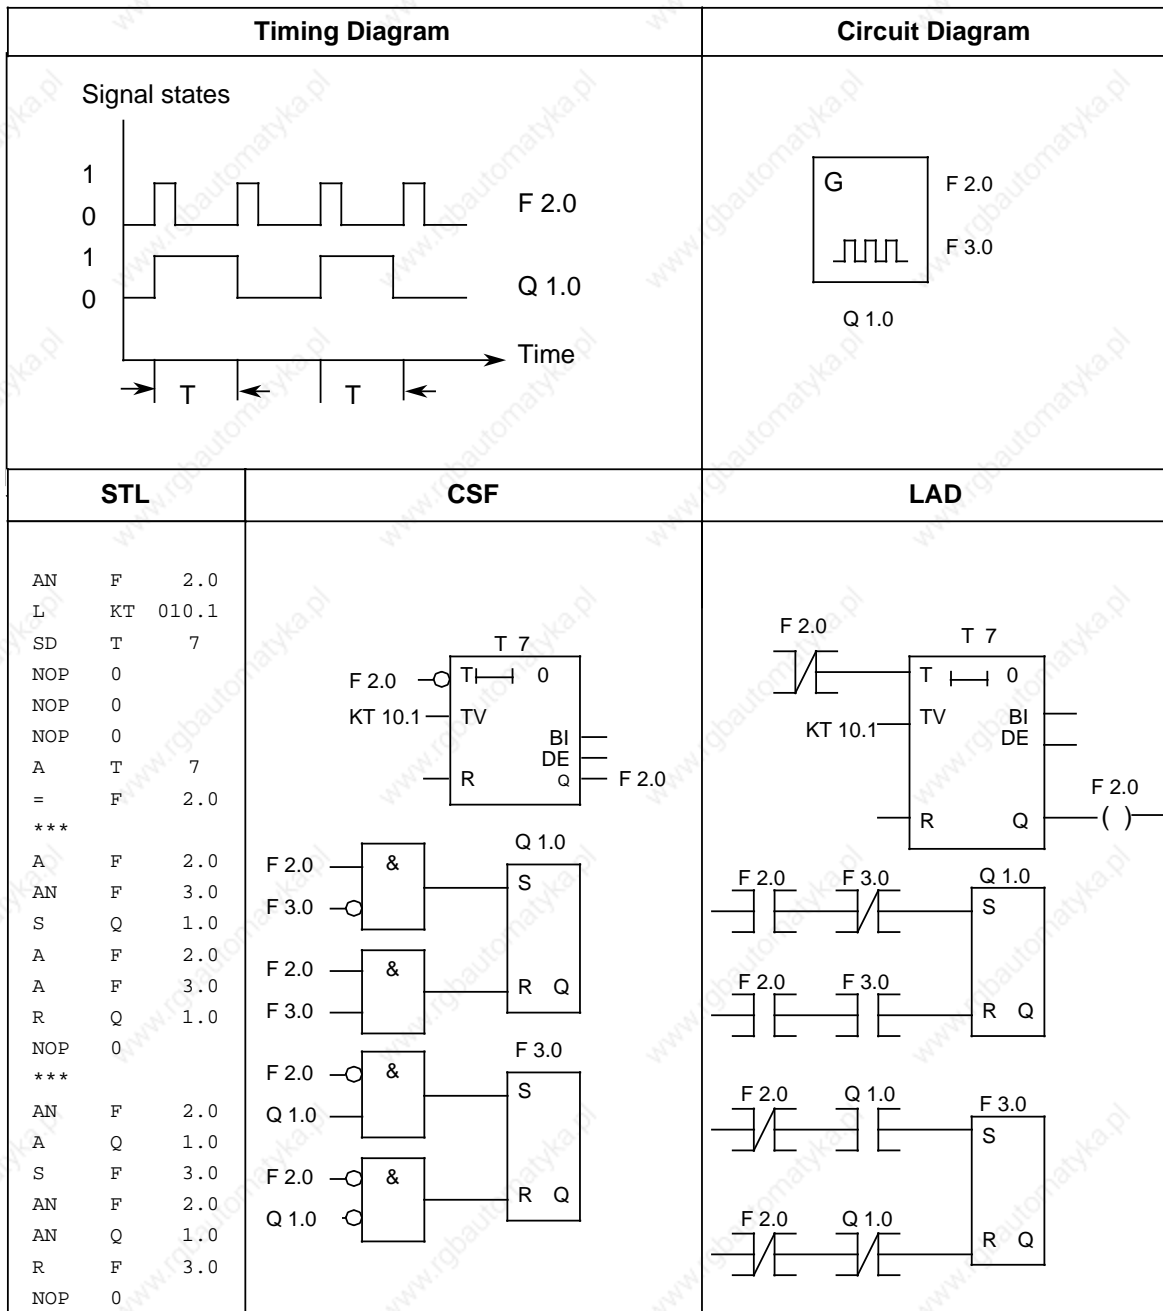 Timing Diagram
Circuit Diagram
Signal states
1
0
F 2.0
1
0
Q 1.0
Time
T
T
G
F 2.0
F 3.0
Q 1.0
STL
CSF
LAD
AN F 2.0
L KT 010.1
SD T 7
NOP 0
NOP 0
NOP 0
A T 7
= F 2.0
***
A F 2.0
AN F 3.0
S Q 1.0
A F 2.0
A F 3.0
R Q 1.0
NOP 0
***
AN F 2.0
A Q 1.0
S F 3.0
AN F 2.0
AN Q 1.0
R F 3.0
NOP 0
T 7
F 2.0 T 0
KT 10.1 TV
BI
DE
R Q F 2.0
Q 1.0
F 2.0 & S
F 3.0
F 2.0 & R Q
F 3.0
F 3.0
F 2.0 & S
Q 1.0
F 2.0 & R Q
Q 1.0
F 2.0 T 7
T 0
KT 10.1 TV BI
DE
F 2.0
R Q ( )
F 2.0 F 3.0 Q 1.0
S
F 2.0 F 3.0
R Q
F 2.0 Q 1.0 F 3.0
S
F 2.0 Q 1.0
R Q
www.rgbautomatyka.pl